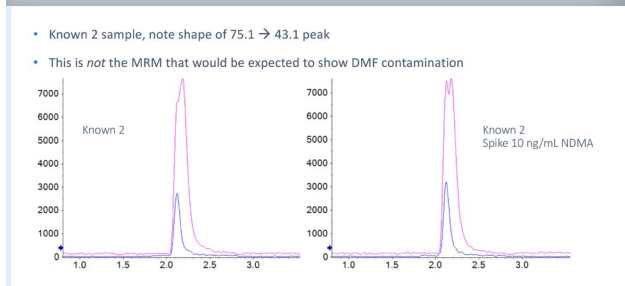 • Known 2 sample, note shape of 75.1 → 43.1 peak
• This is not the MRM that would be expected to show DMF contamination
7000
6000
5000
4000
3000
2000
1000
0
Known 2
1.0 1.5 2.0 2.5 3.0
7000
6000
5000
4000
3000
2000
1000
0
Known 2
Spike 10 ng/mL NDMA
1.0 1.5 2.0 2.5 3.0